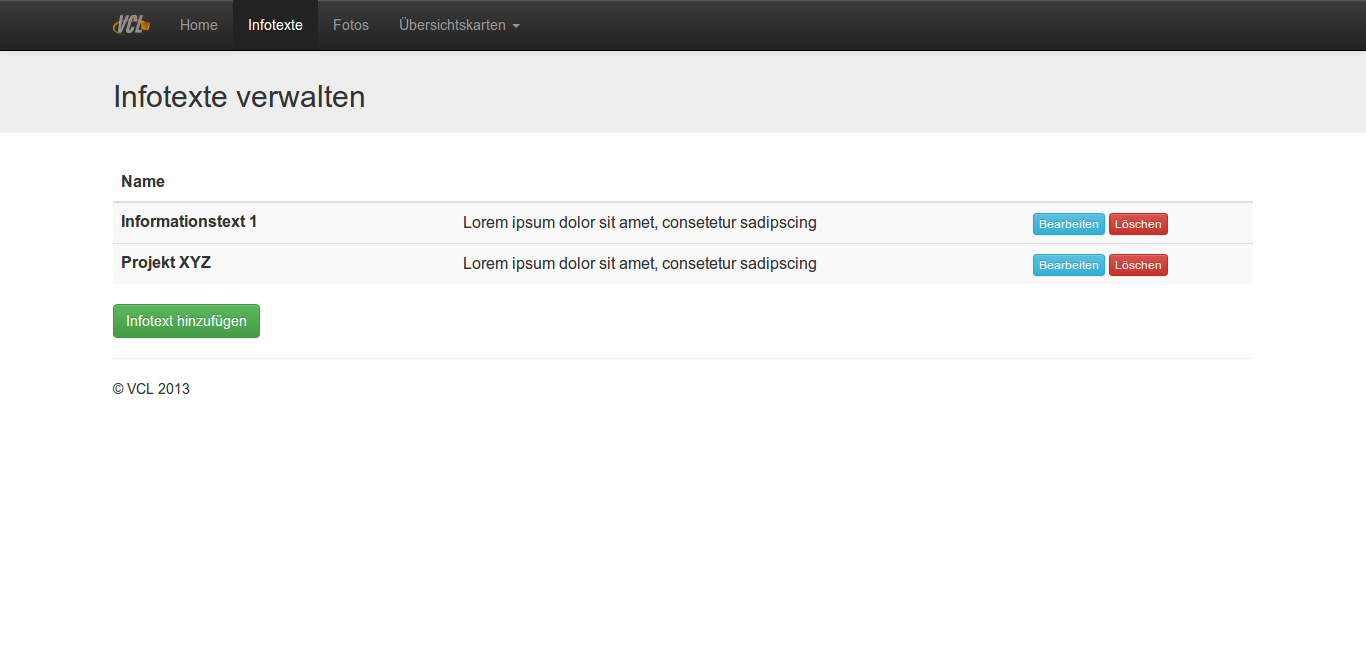 VCL Home Infotexte Fotos Übersichtskarten
Infotexte verwalten
Name
Informationstext 1 Lorem ipsum dolor sit amet, consetetur sadipscing Bearbeiten Löschen
Projekt XYZ Lorem ipsum dolor sit amet, consetetur sadipscing Bearbeiten Löschen
Infotext hinzufügen
© VCL 2013